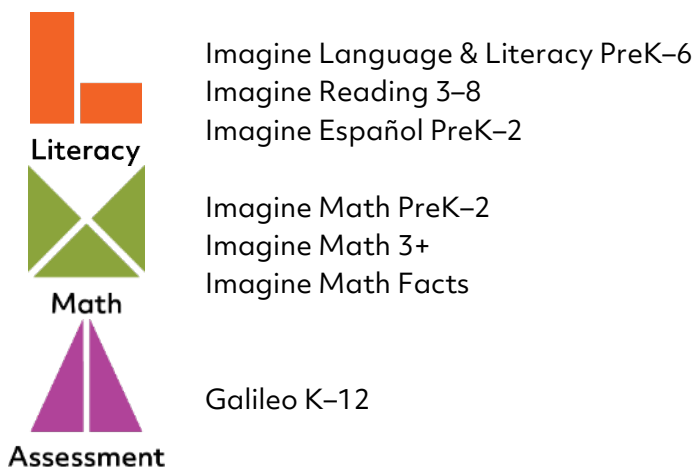 Imagine Language & Literacy PreK–6
Imagine Reading 3–8
Imagine Español PreK–2
Literacy
Imagine Math PreK–2
Imagine Math 3+
Imagine Math Facts
Math
Galileo K–12
Assessment